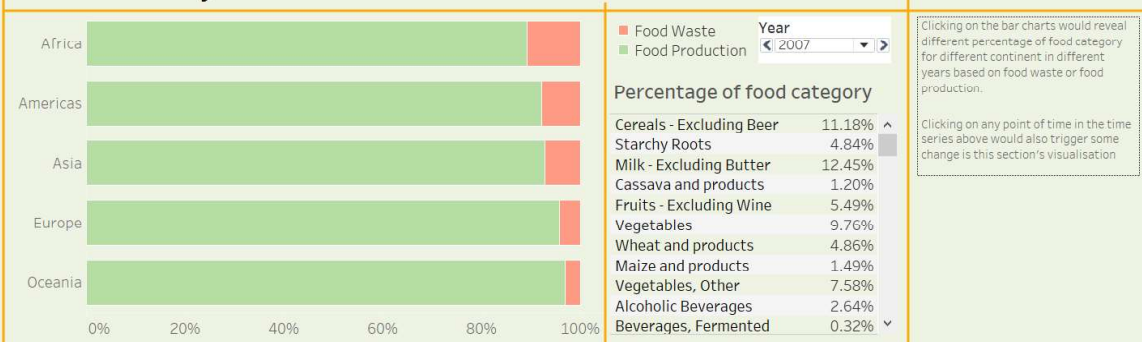 Africa
Americas
Asia
Europe
Oceania
0% 20% 40% 60% 80% 100%
Food Waste
Food Production
Year
2007
Percentage of food category
Cereals - Excluding Beer 11.18%
Starchy Roots 4.84%
Milk - Excluding Butter 12.45%
Cassava and products 1.20%
Fruits - Excluding Wine 5.49%
Vegetables 9.76%
Wheat and products 4.86%
Maize and products 1.49%
Vegetables, Other 7.58%
Alcoholic Beverages 2.64%
Beverages, Fermented 0.32%
Clicking on the bar charts would reveal
different percentage of food category
for different continent in different
years based on food waste or food
production.
Clicking on any point of time in the time
series above would also trigger some
change is this section's visualisation